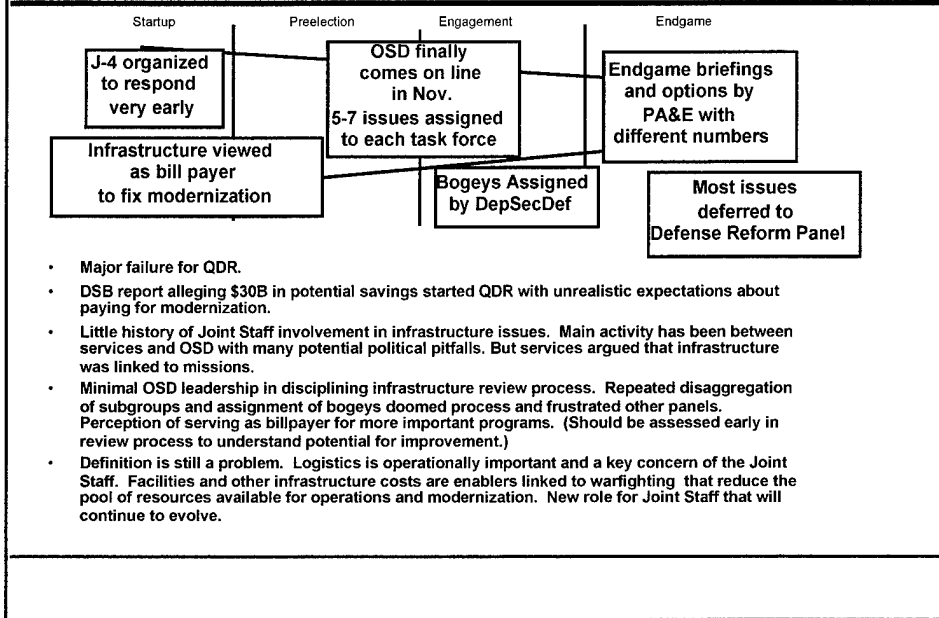 Startup
Preelection
Engagement
Endgame
J-4 organized
to respond
very early
OSD finally
comes on line
in Nov.
5-7 issues assigned
to each task force
Endgame briefings
and options by
PA&E with
different numbers
Infrastructure viewed
as bill payer
to fix modernization
Bogeys Assigned
by DepSecDef
Most issues
deferred to
Defense Reform Panel
• Major failure for QDR.
• DSB report alleging $30B in potential savings started QDR with unrealistic expectations about
paying for modernization.
• Little history of Joint Staff involvement in infrastructure issues. Main activity has been between
services and OSD with many potential political pitfalls. But services argued that infrastructure
was linked to missions.
• Minimal OSD leadership in disciplining infrastructure review process. Repeated disaggregation
of subgroups and assignment of bogeys doomed process and frustrated other panels.
Perception of serving as billpayer for more important programs. (Should be assessed early in
review process to understand potential for improvement.)
• Definition is still a problem. Logistics is operationally important and a key concern of the Joint
Staff. Facilities and other infrastructure costs are enablers linked to warfighting that reduce the
pool of resources available for operations and modernization. New role for Joint Staff that will
continue to evolve.